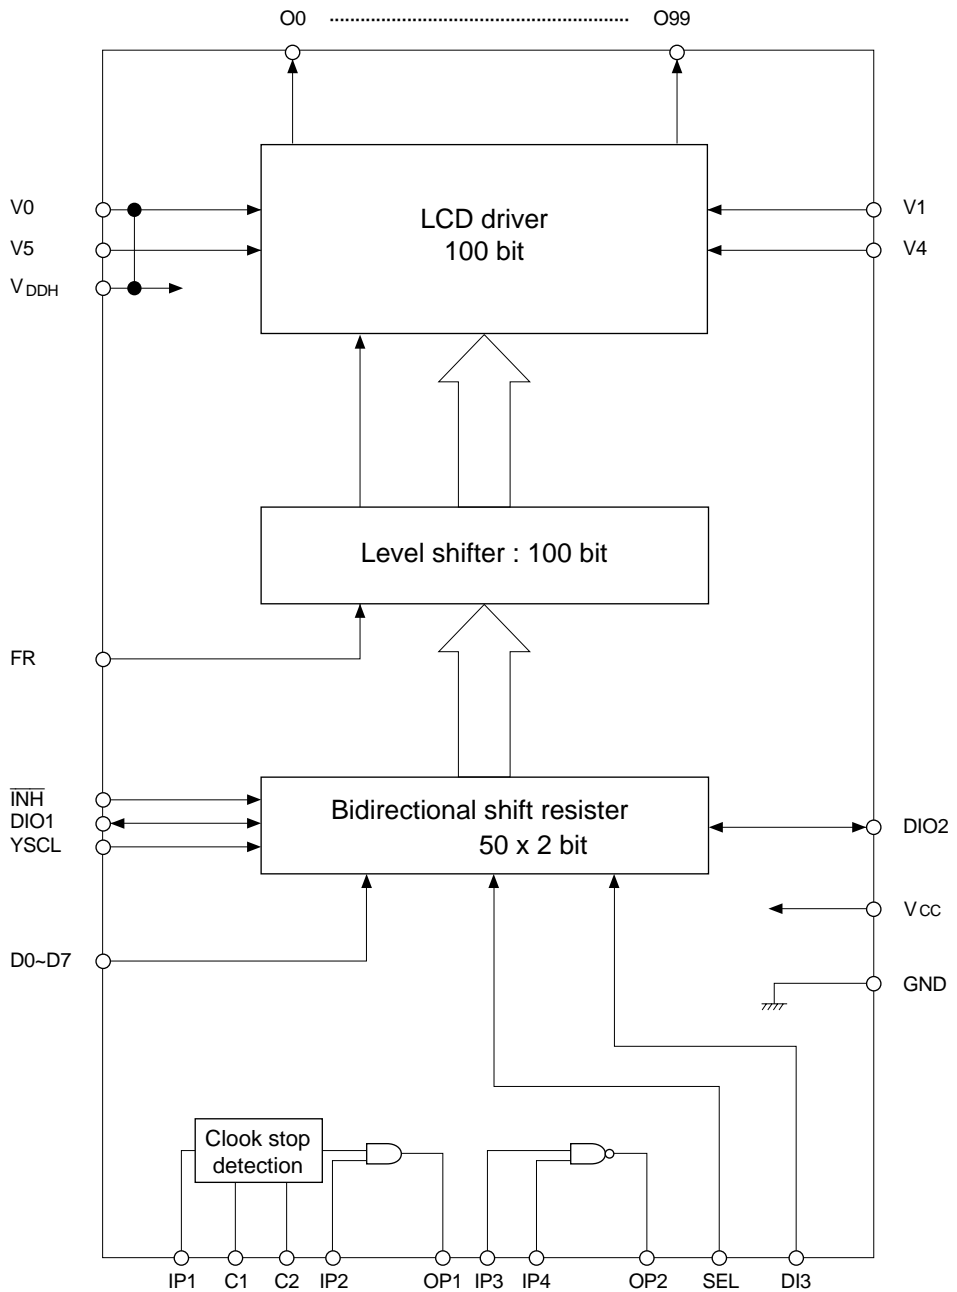 O0 O99
V0
V5
VDDH
LCD driver
100 bit
V1
V4
Level shifter : 100 bit
FR
INH
DIO1
YSCL
Bidirectional shift resister
50 x 2 bit
DIO2
VCC
D0~D7
GND
Clook stop
detection
IP1 C1 C2 IP2 OP1 IP3 IP4 OP2 SEL DI3